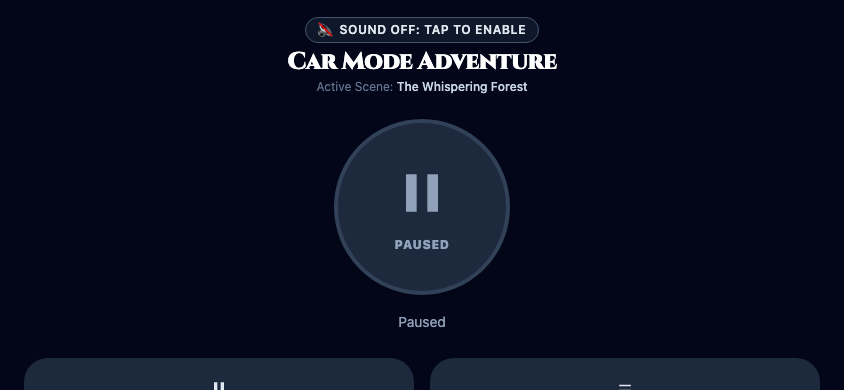 SOUND OFF: TAP TO ENABLE
Car Mode Adventure
Active Scene: The Whispering Forest
PAUSED
Paused